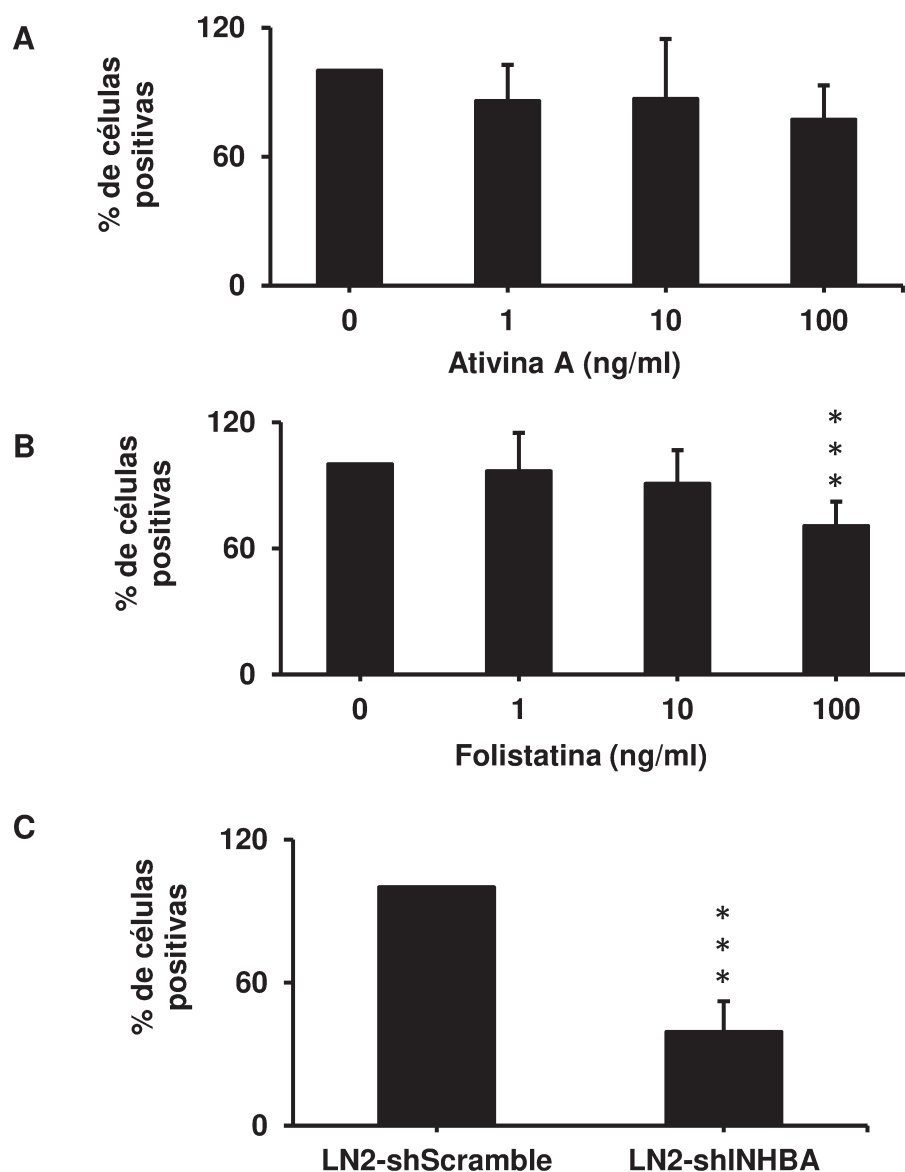 A
% de células
positivas
120
60
0
0 1 10 100
Ativina A (ng/ml)
B
% de células
positivas
120
60
0
***
0 1 10 100
Folistatina (ng/ml)
C
% de células
positivas
120
60
0
***
LN2-shScramble LN2-shINHBA